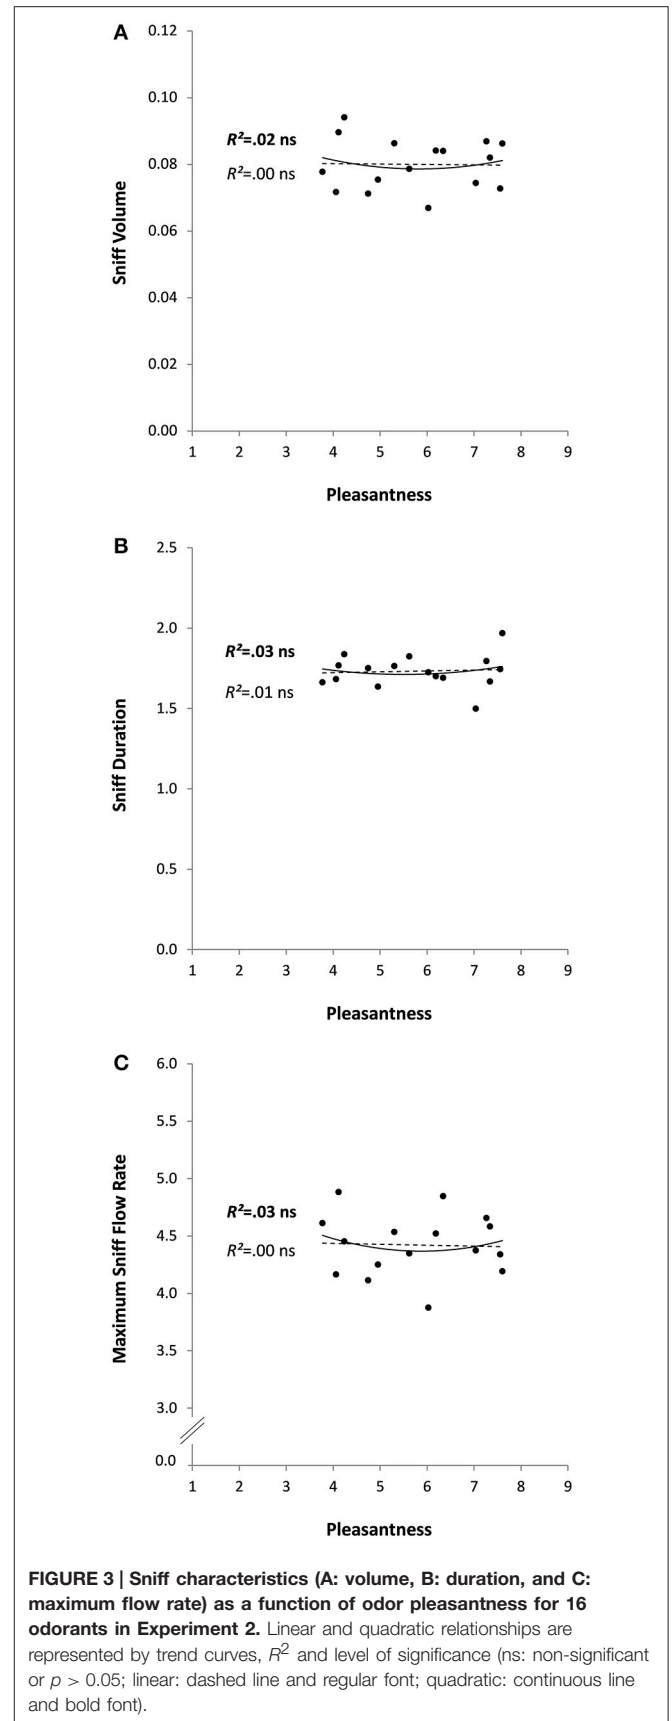 A
0.12
0.10
R²=.02 ns
0.08
R²=.00 ns
0.06
0.04
0.02
0.00
1 2 3 4 5 6 7 8 9
Sniff Volume
Pleasantness
B
2.5
2.0
R²=.03 ns
R²=.01 ns
1.5
1.0
0.5
0.0
1 2 3 4 5 6 7 8 9
Sniff Duration
Pleasantness
C
6.0
5.5
5.0
R²=.03 ns
4.5
R²=.00 ns
4.0
3.5
3.0
0.0
1 2 3 4 5 6 7 8 9
Maximum Sniff Flow Rate
Pleasantness
FIGURE 3 | Sniff characteristics (A: volume, B: duration, and C:
maximum flow rate) as a function of odor pleasantness for 16
odorants in Experiment 2. Linear and quadratic relationships are
represented by trend curves, R² and level of significance (ns: non-significant
or p > 0.05; linear: dashed line and regular font; quadratic: continuous line
and bold font).